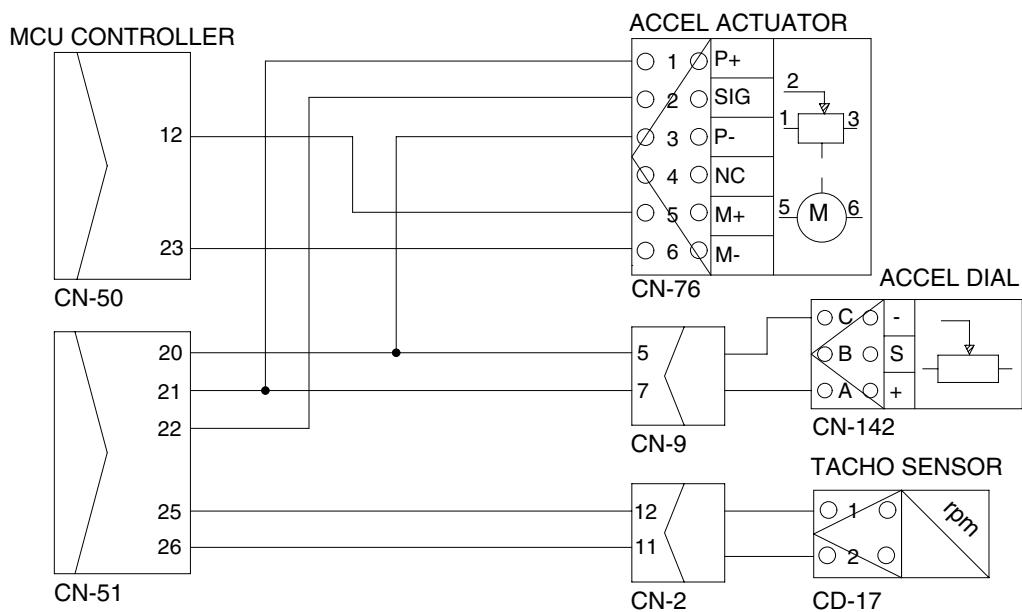 MCU CONTROLLER
12
23
CN-50
20
21
22
25
26
CN-51
ACCEL ACTUATOR
1 P+
2 SIG
3 P-
4 NC
5 M+
6 M-
2
1 3
5 M 6
CN-76
5
7
CN-9
ACCEL DIAL
C -
B S
A +
CN-142
12
11
CN-2
TACHO SENSOR
1
2
rpm
CD-17